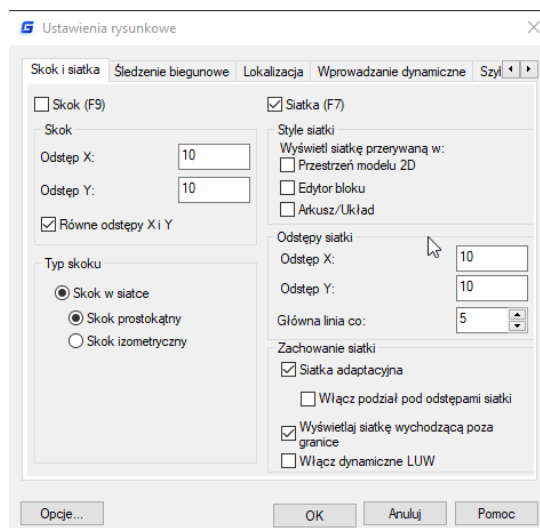 Ustawienia rysunkowe
Skok i siatka Śledzenie biegunowe Lokalizacja Wprowadzanie dynamiczne Szyl
Skok (F9)
Skok
Odstęp X: 10
Odstęp Y: 10
Równe odstępy X i Y
Typ skoku
Skok w siatce
Skok prostokątny
Skok izometryczny
Siatka (F7)
Style siatki
Wyświetl siatkę przerywaną w:
Przestrzeń modelu 2D
Edytor bloku
Arkusz/Układ
Odstępy siatki
Odstęp X: 10
Odstęp Y: 10
Główna linia co: 5
Zachowanie siatki
Siatka adaptacyjna
Włącz podział pod odstępami siatki
Wyświetlaj siatkę wychodzącą poza
granice
Włącz dynamiczne LUW
Opcje... OK Anuluj Pomoc